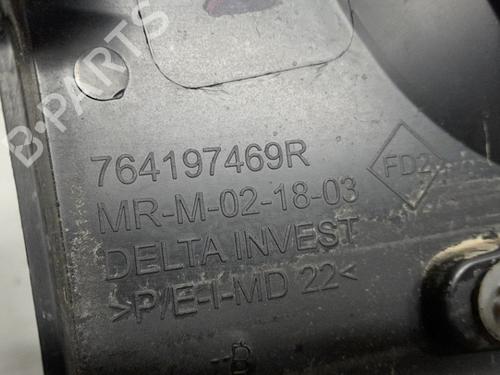 B-PARTS
764197469R
MR-M-02-18-03
DELTA INVEST
>P/E-I-MD 22<
FD2
B